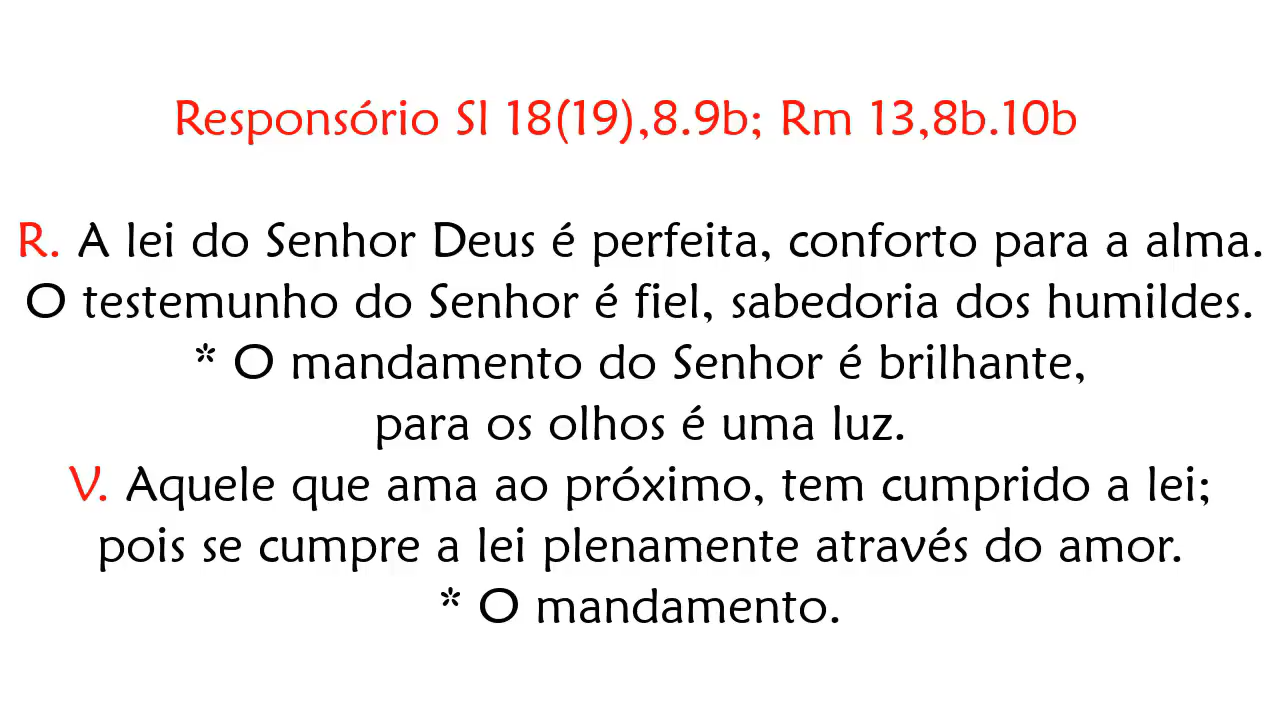 Responsório Sl 18(19),8.9b; Rm 13,8b.10b
R. A lei do Senhor Deus é perfeita, conforto para a alma.
O testemunho do Senhor é fiel, sabedoria dos humildes.
* O mandamento do Senhor é brilhante,
para os olhos é uma luz.
V. Aquele que ama ao próximo, tem cumprido a lei;
pois se cumpre a lei plenamente através do amor.
* O mandamento.